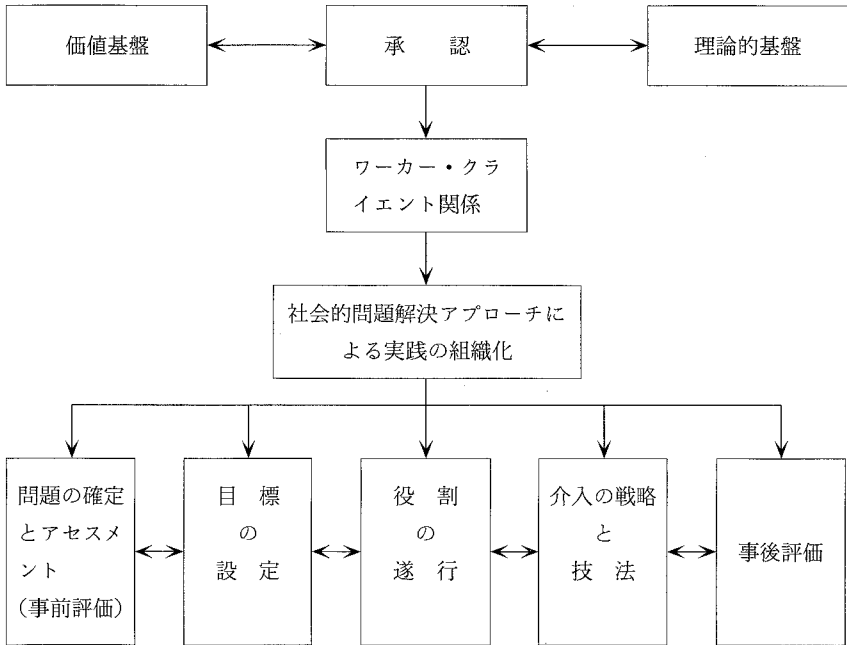 価値基盤
承　認
理論的基盤
ワーカー・クラ
イエント関係
社会的問題解決アプローチに
よる実践の組織化
問題の確定
とアセスメ
ント
(事前評価)
目　標
の
設　定
役　割
の
遂　行
介入の戦略
と
技　法
事後評価